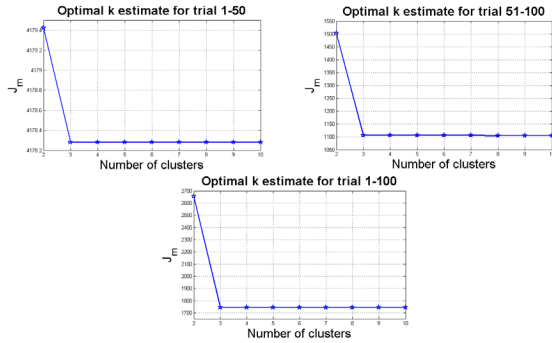 Optimal k estimate for trial 1-50
4179.4
4179.2
4179
4178.8
4178.6
4178.4
4178.2
J_m
2 3 4 5 6 7 8 9 10
Number of clusters
Optimal k estimate for trial 51-100
1550
1500
1450
1400
1350
1300
1250
1200
1150
1100
1050
J_m
2 3 4 5 6 7 8 9 1
Number of clusters
Optimal k estimate for trial 1-100
2700
2600
2500
2400
2300
2200
2100
2000
1900
1800
1700
J_m
2 3 4 5 6 7 8 9 10
Number of clusters